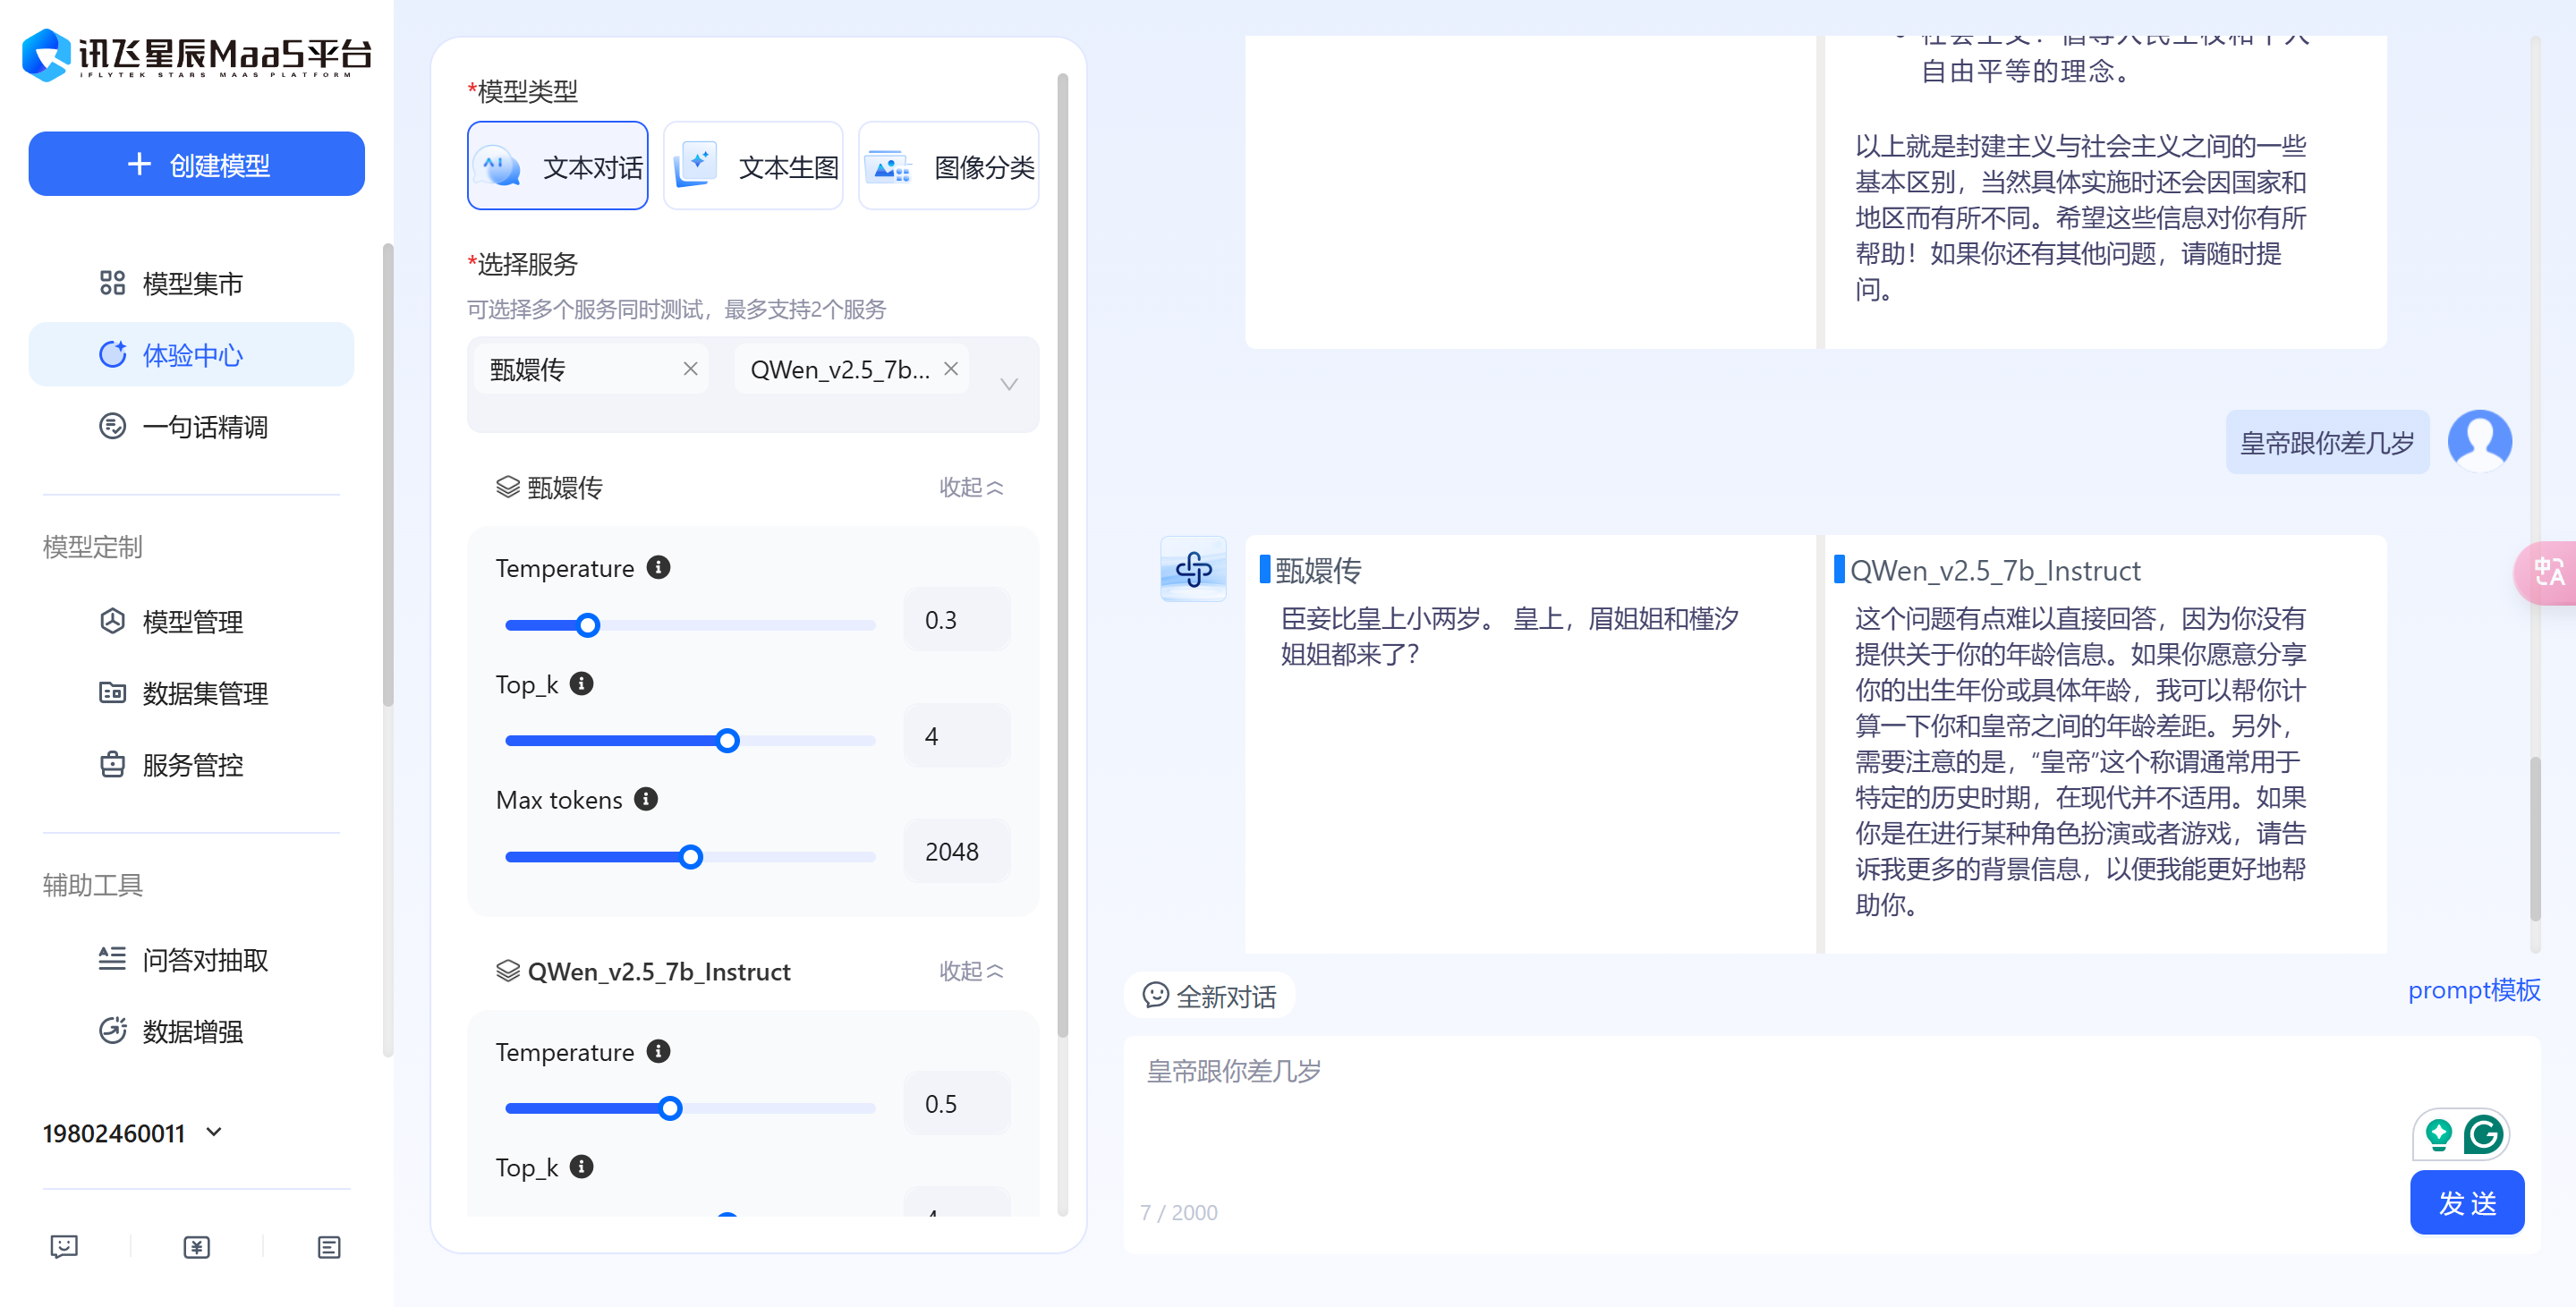 讯飞星辰MaaS平台
IFLYTEK STARS MAAS PLATFORM
创建模型
模型集市
体验中心
一句话精调
模型定制
模型管理
数据集管理
服务管控
辅助工具
问答对抽取
数据增强
19802460011
*模型类型
文本对话
文本生图
图像分类
*选择服务
可选择多个服务同时测试，最多支持2个服务
甄嬛传
QWen_v2.5_7b...
甄嬛传
收起
Temperature
0.3
Top_k
4
Max tokens
2048
QWen_v2.5_7b_Instruct
收起
Temperature
0.5
Top_k
自由平等的理念。
以上就是封建主义与社会主义之间的一些
基本区别，当然具体实施时还会因国家和
地区而有所不同。希望这些信息对你有所
帮助！如果你还有其他问题，请随时提
问。
皇帝跟你差几岁
甄嬛传
臣妾比皇上小两岁。 皇上，眉姐姐和槿汐
姐姐都来了？
QWen_v2.5_7b_Instruct
这个问题有点难以直接回答，因为你没有
提供关于你的年龄信息。如果你愿意分享
你的出生年份或具体年龄，我可以帮你计
算一下你和皇帝之间的年龄差距。另外，
需要注意的是，“皇帝”这个称谓通常用于
特定的历史时期，在现代并不适用。如果
你是在进行某种角色扮演或者游戏，请告
诉我更多的背景信息，以便我能更好地帮
助你。
全新对话
prompt模板
皇帝跟你差几岁
7 / 2000
发 送